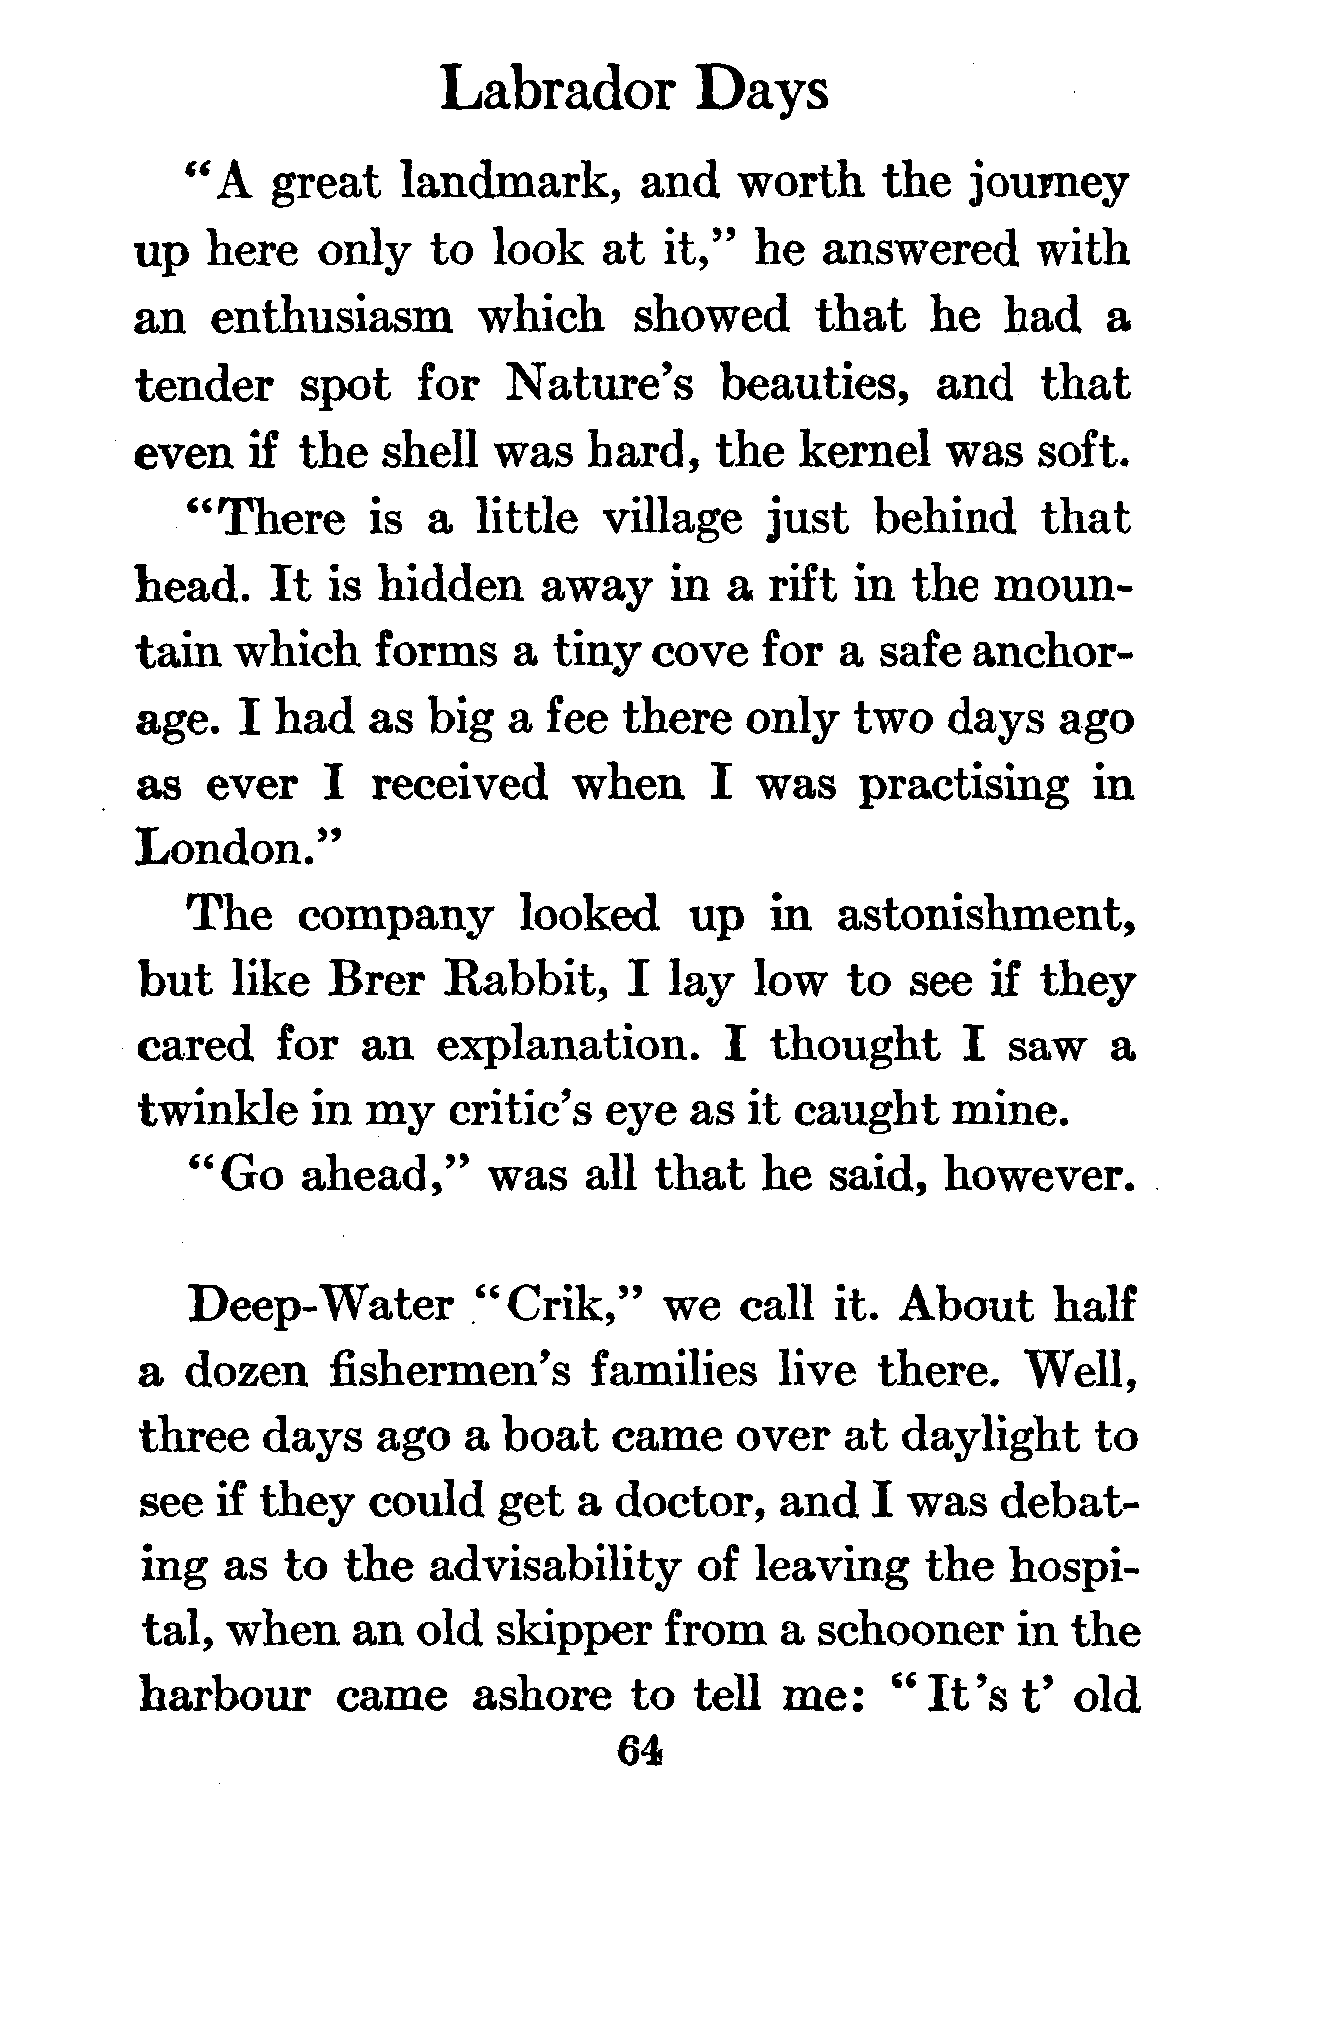 Labrador Days
“A great landmark, and worth the journey
up here only to look at it,” he answered with
an enthusiasm which showed that he had a
tender spot for Nature’s beauties, and that
even if the shell was hard, the kernel was soft.
“There is a little village just behind that
head. It is hidden away in a rift in the moun-
tain which forms a tiny cove for a safe anchor-
age. I had as big a fee there only two days ago
as ever I received when I was practising in
London.”
The company looked up in astonishment,
but like Brer Rabbit, I lay low to see if they
cared for an explanation. I thought I saw a
twinkle in my critic’s eye as it caught mine.
“Go ahead,” was all that he said, however.
Deep-Water “Crik,” we call it. About half
a dozen fishermen’s families live there. Well,
three days ago a boat came over at daylight to
see if they could get a doctor, and I was debat-
ing as to the advisability of leaving the hospi-
tal, when an old skipper from a schooner in the
harbour came ashore to tell me: “It’s t’ old
64